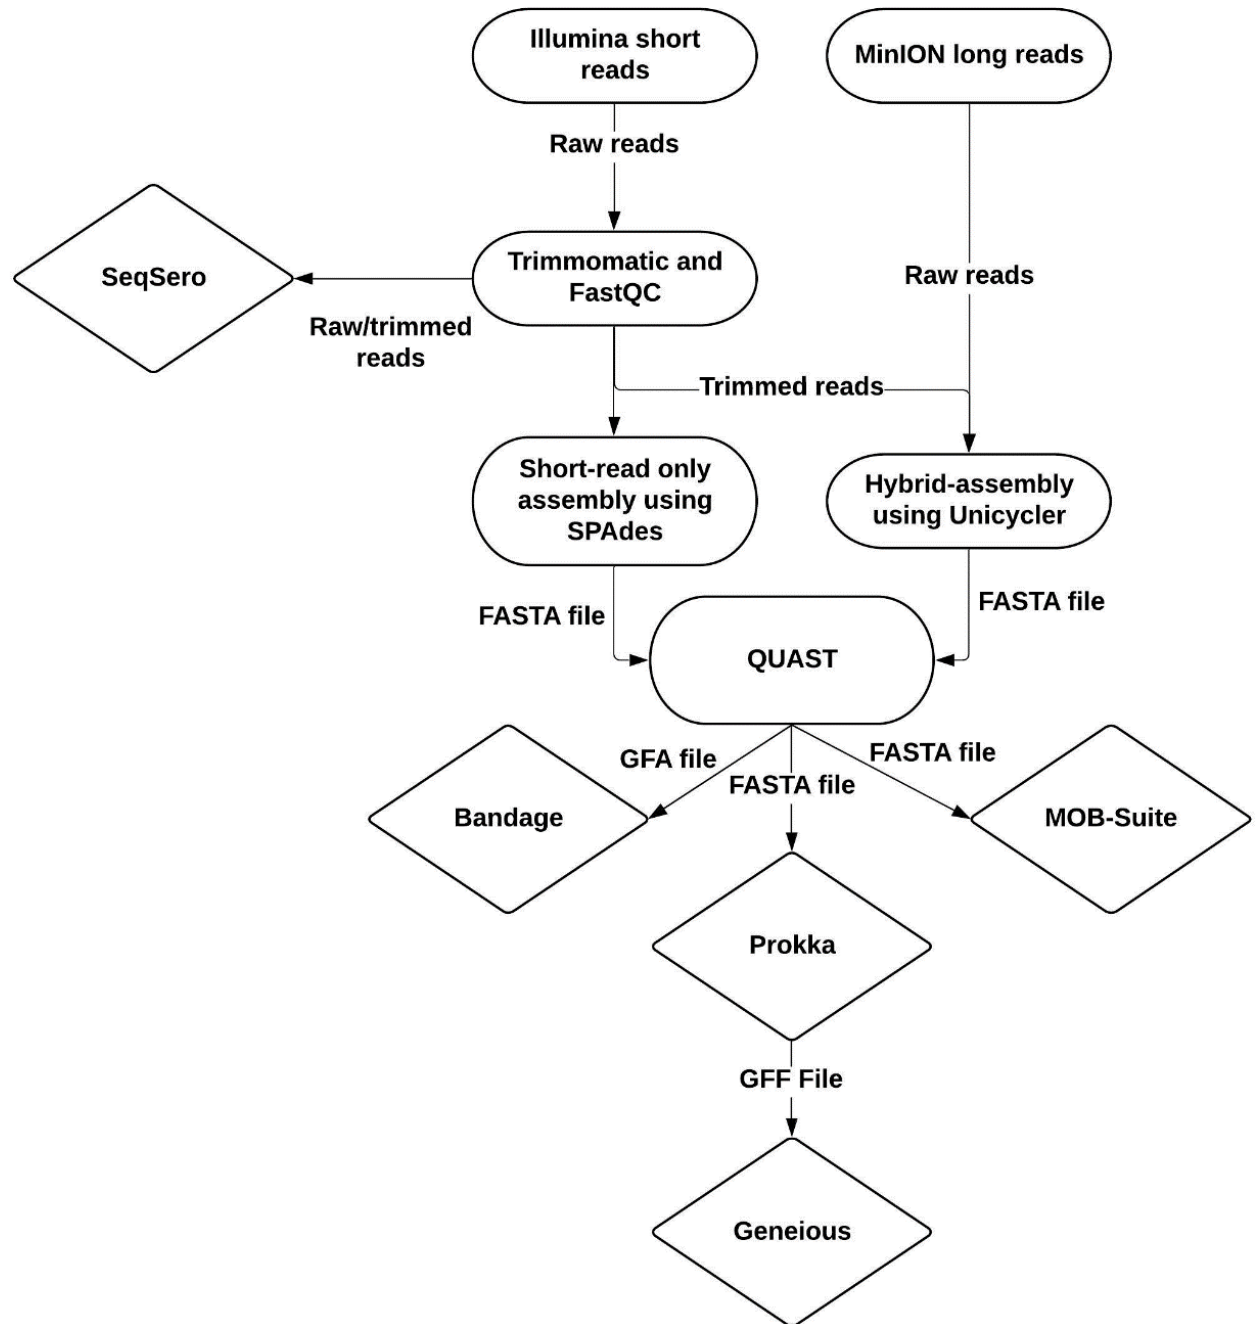 Illumina short
reads
MinION long reads
Raw reads
SeqSero
Trimmomatic and
FastQC
Raw reads
Raw/trimmed
reads
Trimmed reads
Short-read only
assembly using
SPAdes
Hybrid-assembly
using Unicycler
FASTA file
FASTA file
QUAST
GFA file
FASTA file
FASTA file
Bandage
MOB-Suite
Prokka
GFF File
Geneious